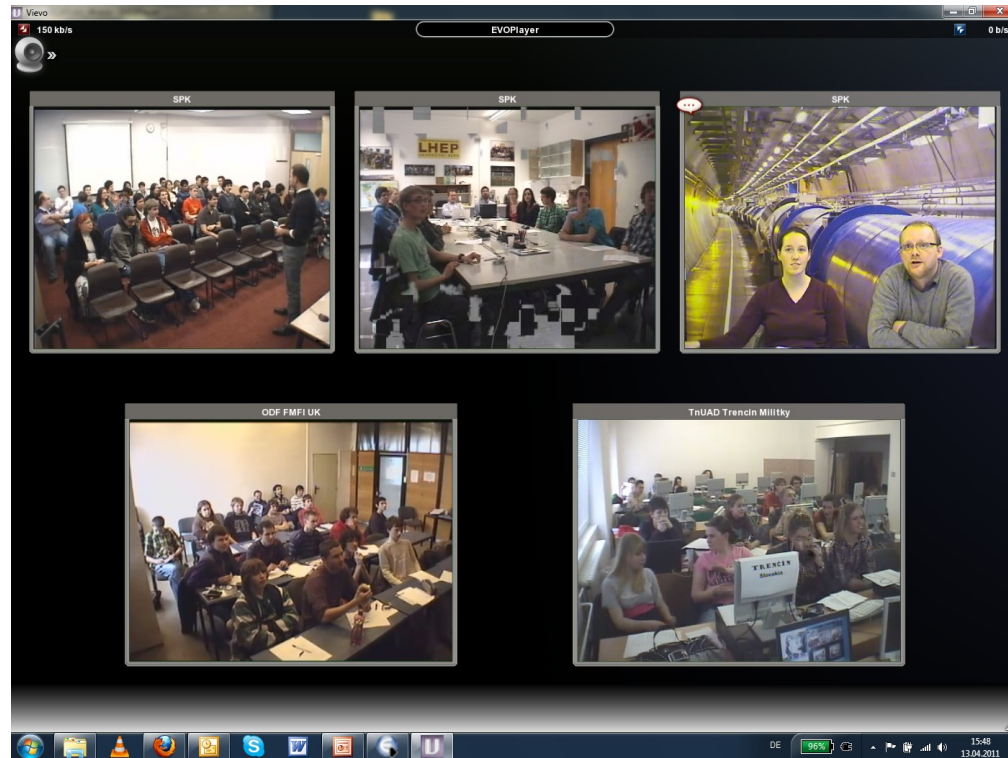 Vievo
150 kb/s
EVOPlayer
0 b/s
SPK
SPK
SPK
LHEP
ODF FMFI UK
TnUAD Trencin Militky
TRENCIN
Slovakia
DE
96%
15:48
13.04.2011